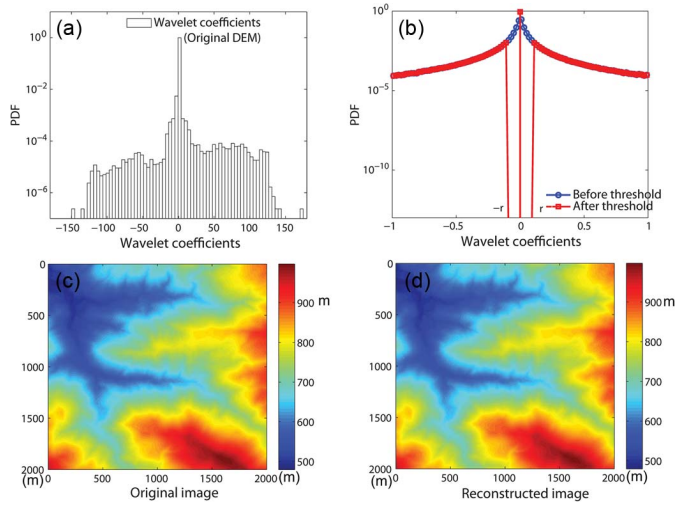 (a)
Wavelet coefficients
(Original DEM)
10^0
10^-2
10^-4
10^-6
PDF
−150 −100 −50 0 50 100 150
Wavelet coefficients
(b)
10^0
10^-5
10^-10
PDF
Before threshold
After threshold
−r
r
−1 −0.5 0 0.5 1
Wavelet coefficients
(c)
0
500
1000
1500
2000
(m)
0 500 1000 1500 2000
(m)
Original image
m
900
800
700
600
500
(d)
0
500
1000
1500
2000
(m)
0 500 1000 1500 2000
(m)
Reconstructed image
m
900
800
700
600
500